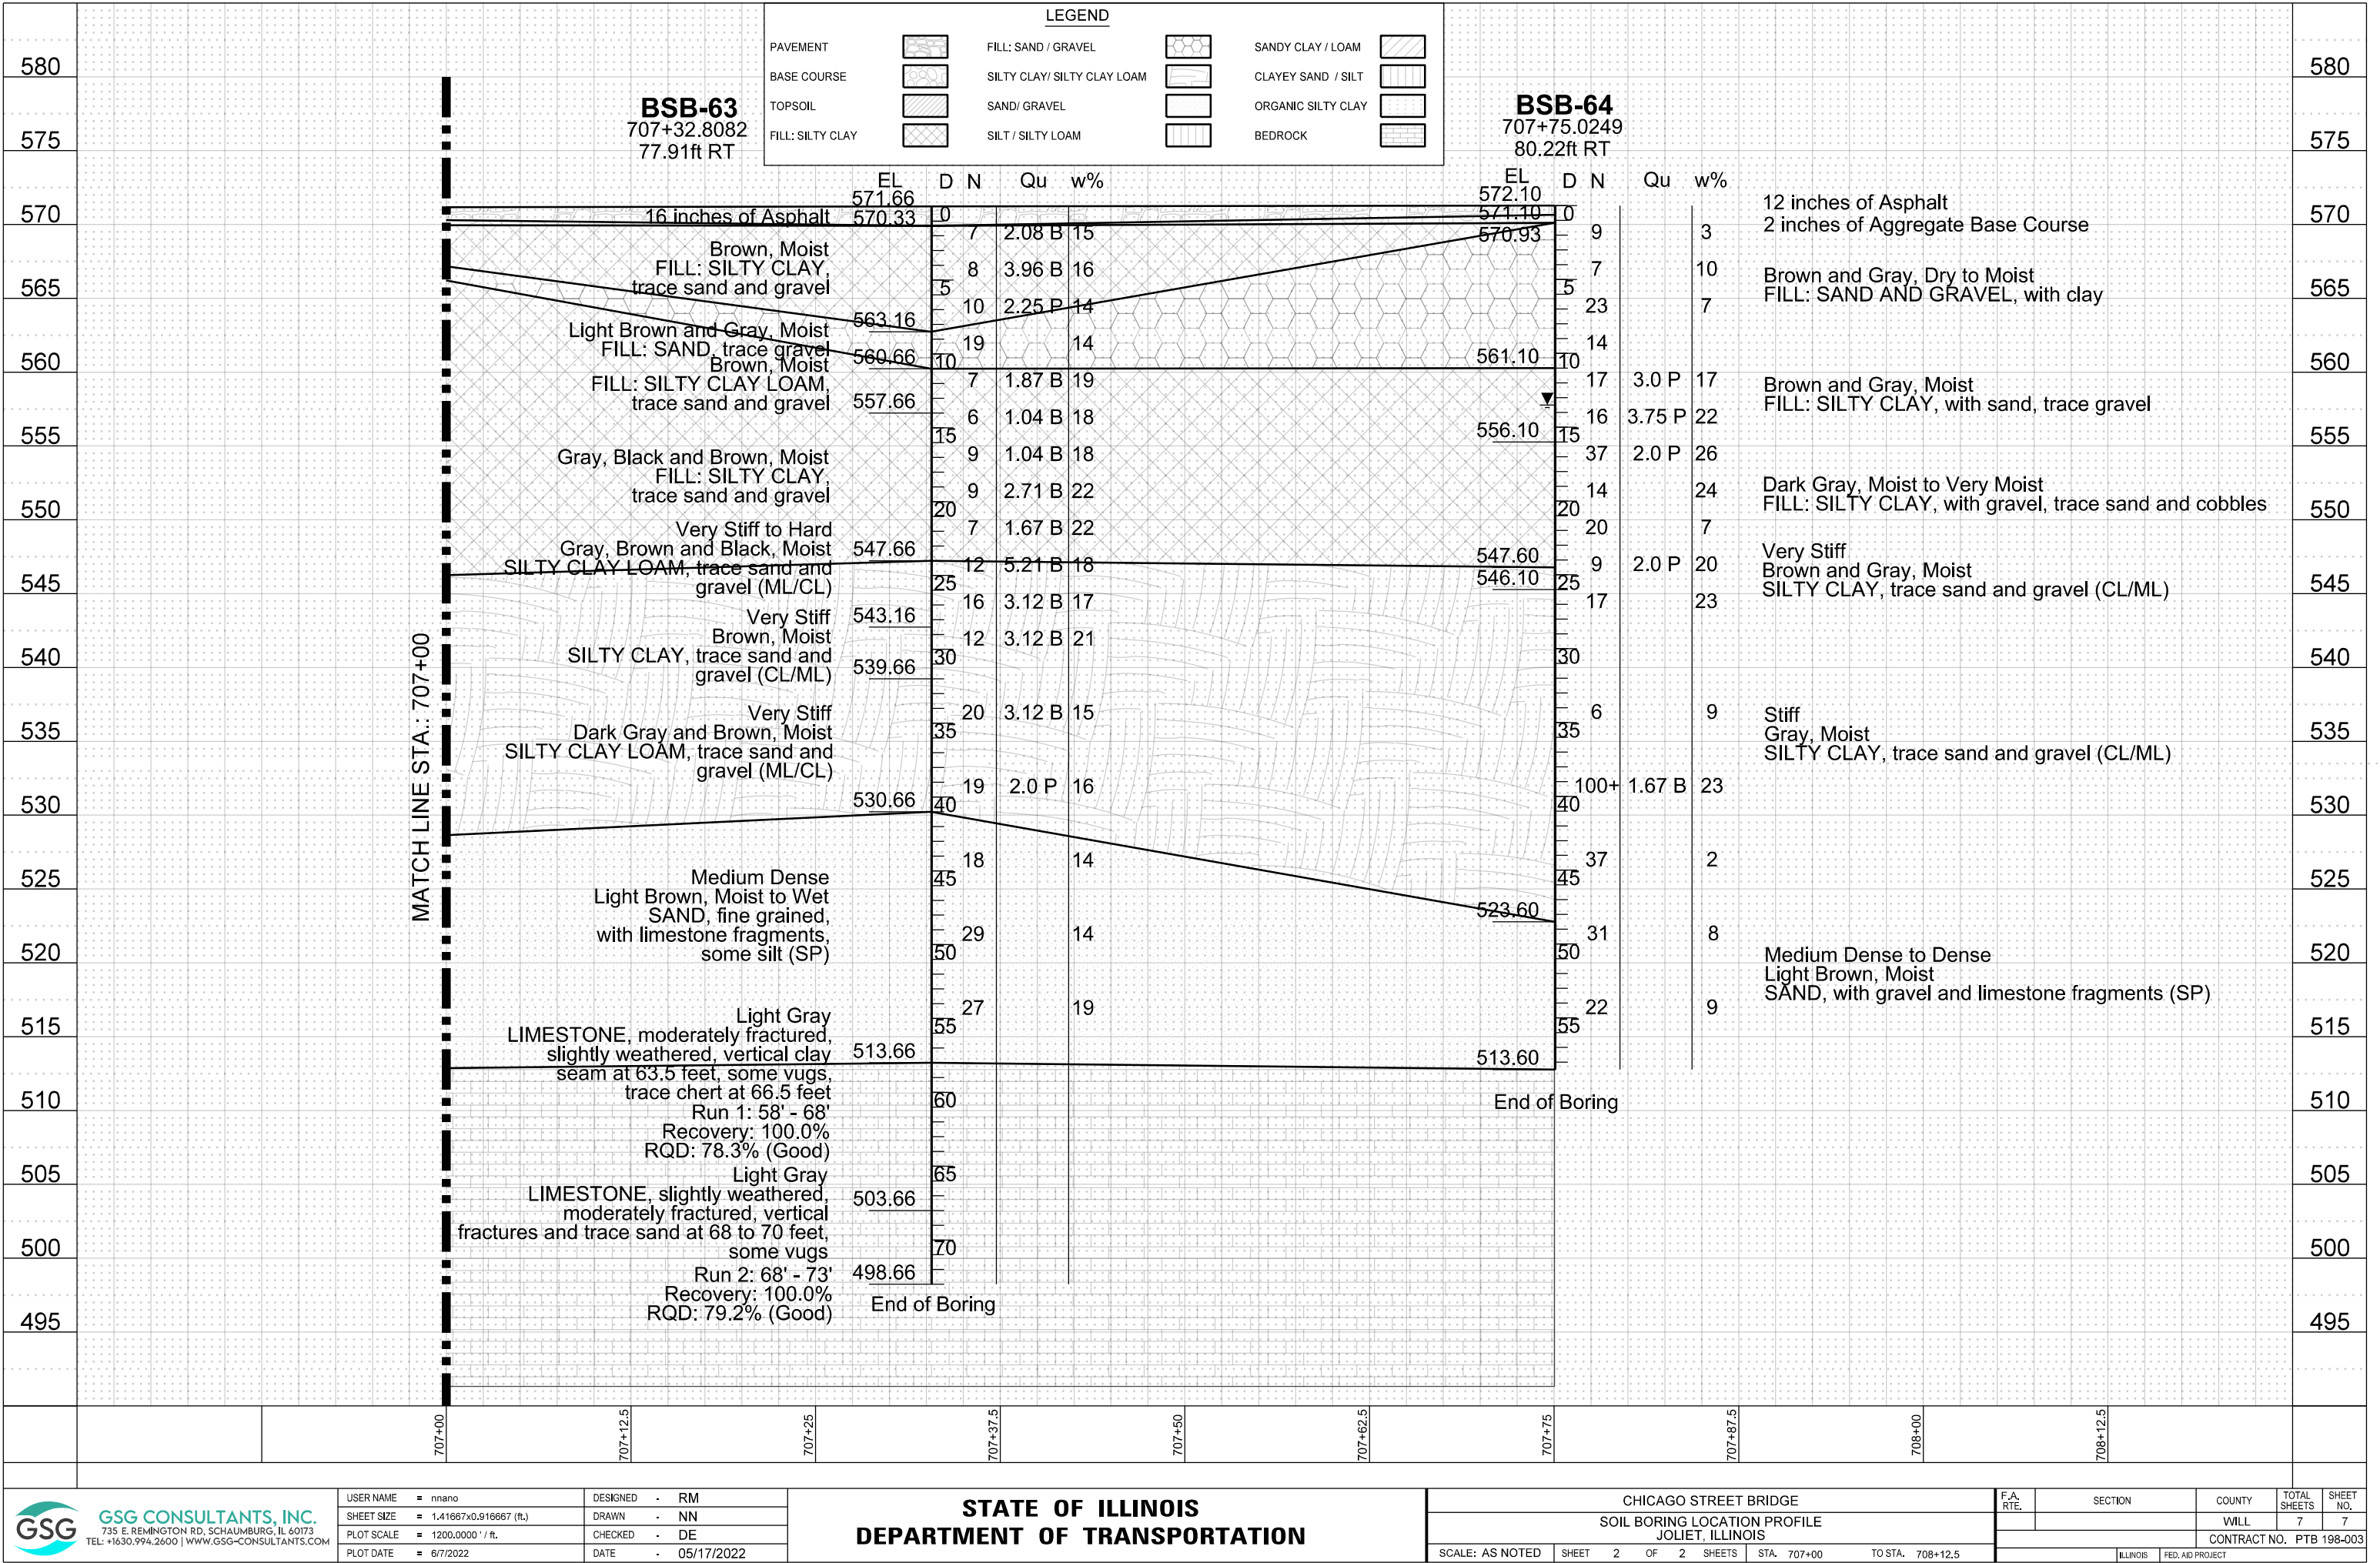 LEGEND
PAVEMENT
FILL: SAND / GRAVEL
SANDY CLAY / LOAM
BASE COURSE
SILTY CLAY/ SILTY CLAY LOAM
CLAYEY SAND / SILT
TOPSOIL
SAND/ GRAVEL
ORGANIC SILTY CLAY
FILL: SILTY CLAY
SILT / SILTY LOAM
BEDROCK
580
575
570
565
560
555
550
545
540
535
530
525
520
515
510
505
500
495
MATCH LINE STA.: 707+00
BSB-63
707+32.8082
77.91ft RT
EL D N Qu w%
571.66
16 inches of Asphalt 570.33
Brown, Moist
FILL: SILTY CLAY,
trace sand and gravel
563.16
Light Brown and Gray, Moist
FILL: SAND, trace gravel
560.66
Brown, Moist
FILL: SILTY CLAY LOAM,
trace sand and gravel
557.66
Gray, Black and Brown, Moist
FILL: SILTY CLAY,
trace sand and gravel
547.66
Very Stiff to Hard
Gray, Brown and Black, Moist
SILTY CLAY LOAM, trace sand and
gravel (ML/CL)
543.16
Very Stiff
Brown, Moist
SILTY CLAY, trace sand and
gravel (CL/ML)
539.66
Very Stiff
Dark Gray and Brown, Moist
SILTY CLAY LOAM, trace sand and
gravel (ML/CL)
530.66
Medium Dense
Light Brown, Moist to Wet
SAND, fine grained,
with limestone fragments,
some silt (SP)
513.66
Light Gray
LIMESTONE, moderately fractured,
slightly weathered, vertical clay
seam at 63.5 feet, some vugs,
trace chert at 66.5 feet
Run 1: 58' - 68'
Recovery: 100.0%
RQD: 78.3% (Good)
503.66
Light Gray
LIMESTONE, slightly weathered,
moderately fractured, vertical
fractures and trace sand at 68 to 70 feet,
some vugs
Run 2: 68' - 73'
Recovery: 100.0%
RQD: 79.2% (Good)
498.66
End of Boring
0
5
10
15
20
25
30
35
40
45
50
55
60
65
70
7 2.08 B 15
8 3.96 B 16
10 2.25 P 14
19 14
7 1.87 B 19
6 1.04 B 18
9 1.04 B 18
9 2.71 B 22
7 1.67 B 22
12 5.21 B 18
16 3.12 B 17
12 3.12 B 21
20 3.12 B 15
19 2.0 P 16
18 14
29 14
27 19
BSB-64
707+75.0249
80.22ft RT
EL D N Qu w%
572.10
571.10
570.93
561.10
556.10
547.60
546.10
523.60
513.60
End of Boring
0
5
10
15
20
25
30
35
40
45
50
55
9 3
7 10
23 7
14
17 3.0 P 17
16 3.75 P 22
37 2.0 P 26
14 24
20 7
9 2.0 P 20
17 23
6 9
100+ 1.67 B 23
37 2
31 8
22 9
12 inches of Asphalt
2 inches of Aggregate Base Course
Brown and Gray, Dry to Moist
FILL: SAND AND GRAVEL, with clay
Brown and Gray, Moist
FILL: SILTY CLAY, with sand, trace gravel
Dark Gray, Moist to Very Moist
FILL: SILTY CLAY, with gravel, trace sand and cobbles
Very Stiff
Brown and Gray, Moist
SILTY CLAY, trace sand and gravel (CL/ML)
Stiff
Gray, Moist
SILTY CLAY, trace sand and gravel (CL/ML)
Medium Dense to Dense
Light Brown, Moist
SAND, with gravel and limestone fragments (SP)
580
575
570
565
560
555
550
545
540
535
530
525
520
515
510
505
500
495
707+00
707+12.5
707+25
707+37.5
707+50
707+62.5
707+75
707+87.5
708+00
708+12.5
GSG
GSG CONSULTANTS, INC.
735 E. REMINGTON RD, SCHAUMBURG, IL 60173
TEL: +1630.994.2600 | WWW.GSG-CONSULTANTS.COM
USER NAME = nnano
SHEET SIZE = 1.41667x0.916667 (ft.)
PLOT SCALE = 1200.0000 ' / ft.
PLOT DATE = 6/7/2022
DESIGNED - RM
DRAWN - NN
CHECKED - DE
DATE - 05/17/2022
STATE OF ILLINOIS
DEPARTMENT OF TRANSPORTATION
CHICAGO STREET BRIDGE
SOIL BORING LOCATION PROFILE
JOLIET, ILLINOIS
SCALE: AS NOTED SHEET 2 OF 2 SHEETS STA. 707+00 TO STA. 708+12.5
F.A. RTE.
SECTION
COUNTY
TOTAL SHEETS
SHEET NO.
WILL 7 7
CONTRACT NO. PTB 198-003
ILLINOIS FED. AID PROJECT